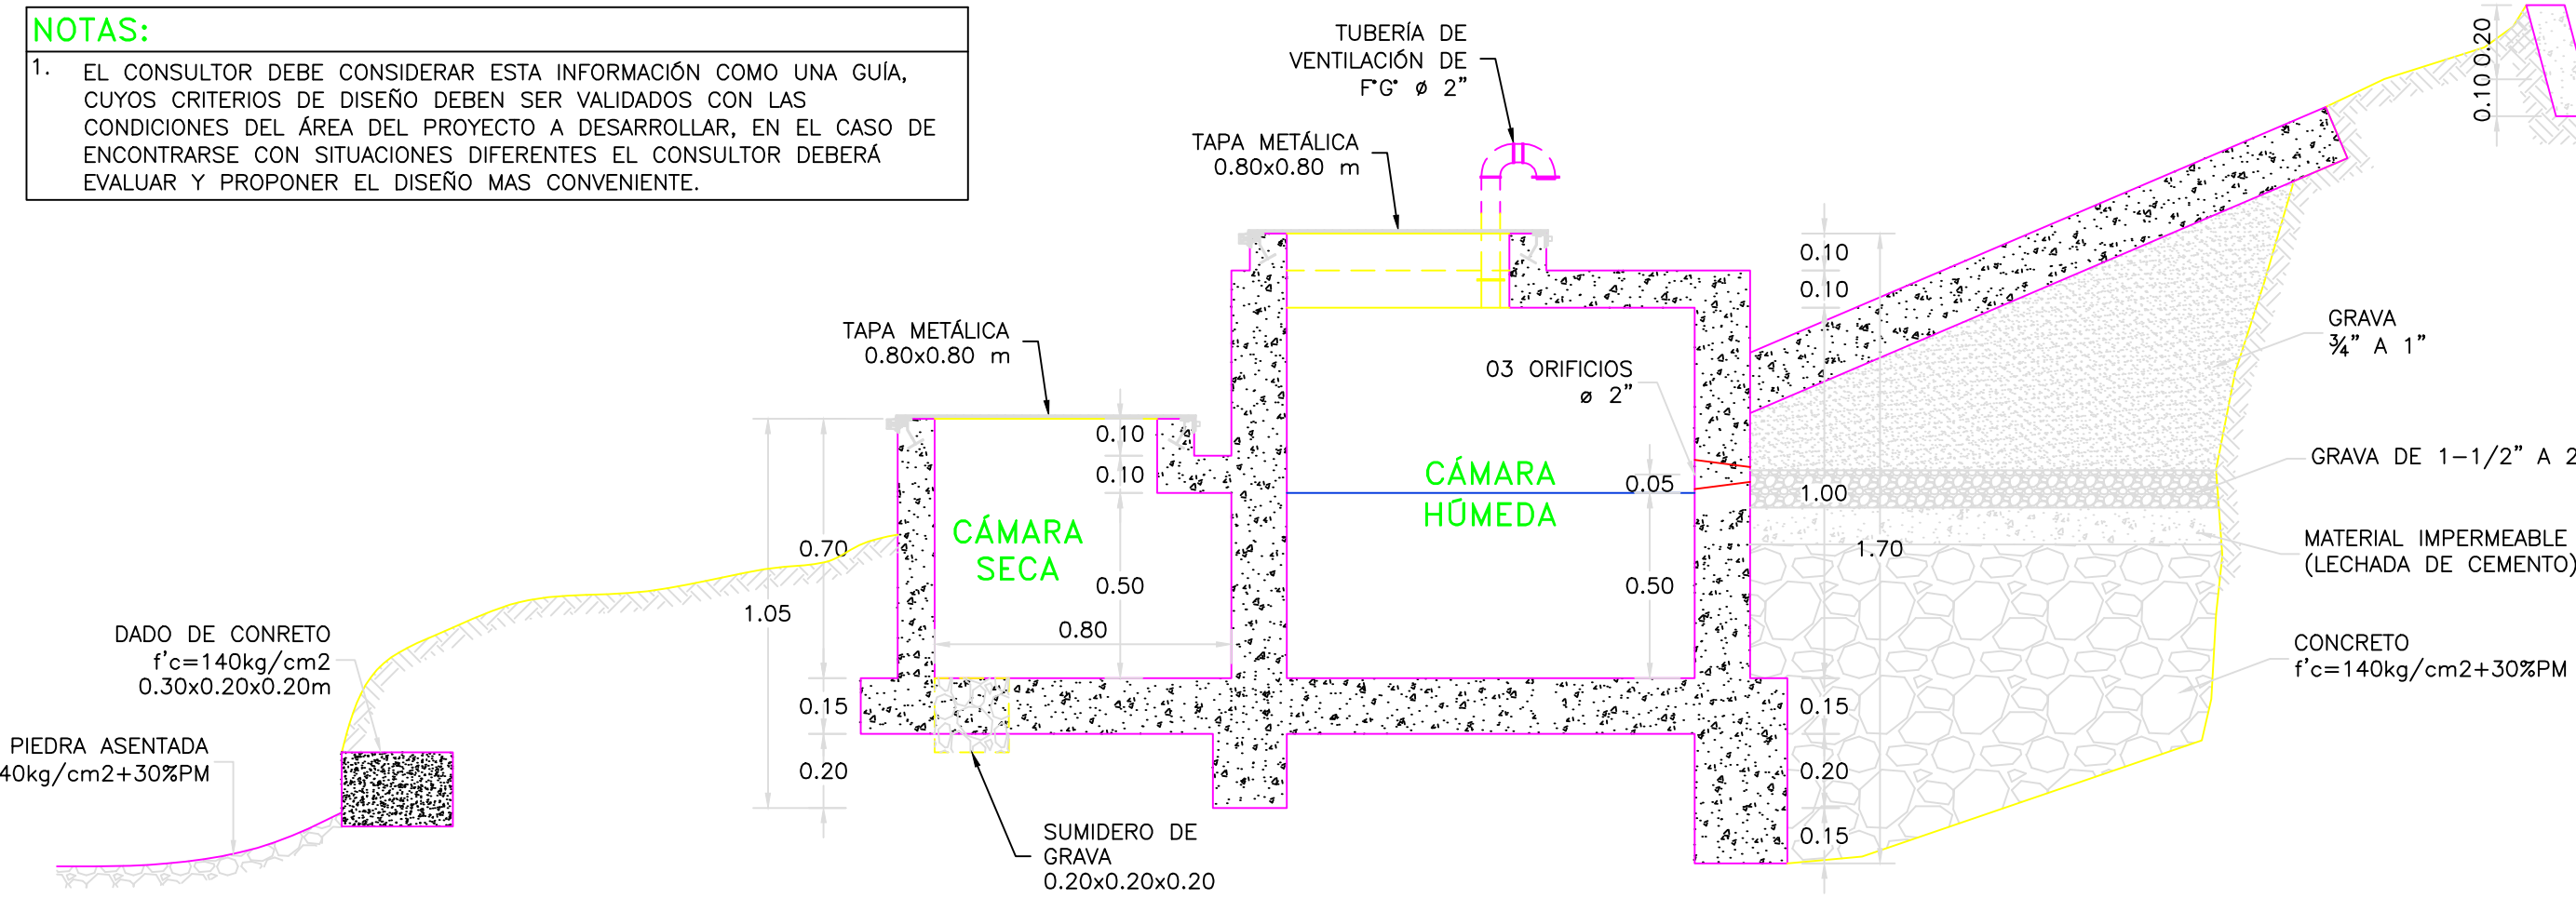 NOTAS:
1. EL CONSULTOR DEBE CONSIDERAR ESTA INFORMACIÓN COMO UNA GUÍA,
CUYOS CRITERIOS DE DISEÑO DEBEN SER VALIDADOS CON LAS
CONDICIONES DEL ÁREA DEL PROYECTO A DESARROLLAR, EN EL CASO DE
ENCONTRARSE CON SITUACIONES DIFERENTES EL CONSULTOR DEBERÁ
EVALUAR Y PROPONER EL DISEÑO MAS CONVENIENTE.
TUBERÍA DE
VENTILACIÓN DE
F°G° ø 2"
TAPA METÁLICA
0.80x0.80 m
TAPA METÁLICA
0.80x0.80 m
03 ORIFICIOS
ø 2"
CÁMARA
HÚMEDA
CÁMARA
SECA
0.10
0.10
0.50
0.80
0.70
1.05
0.15
0.20
0.05
0.50
0.10
0.10
1.00
1.70
0.15
0.20
0.15
0.20
0.10
GRAVA
¾" A 1"
GRAVA DE 1-1/2" A 2
MATERIAL IMPERMEABLE
(LECHADA DE CEMENTO)
CONCRETO
f'c=140kg/cm2+30%PM
DADO DE CONRETO
f'c=140kg/cm2
0.30x0.20x0.20m
PIEDRA ASENTADA
40kg/cm2+30%PM
SUMIDERO DE
GRAVA
0.20x0.20x0.20